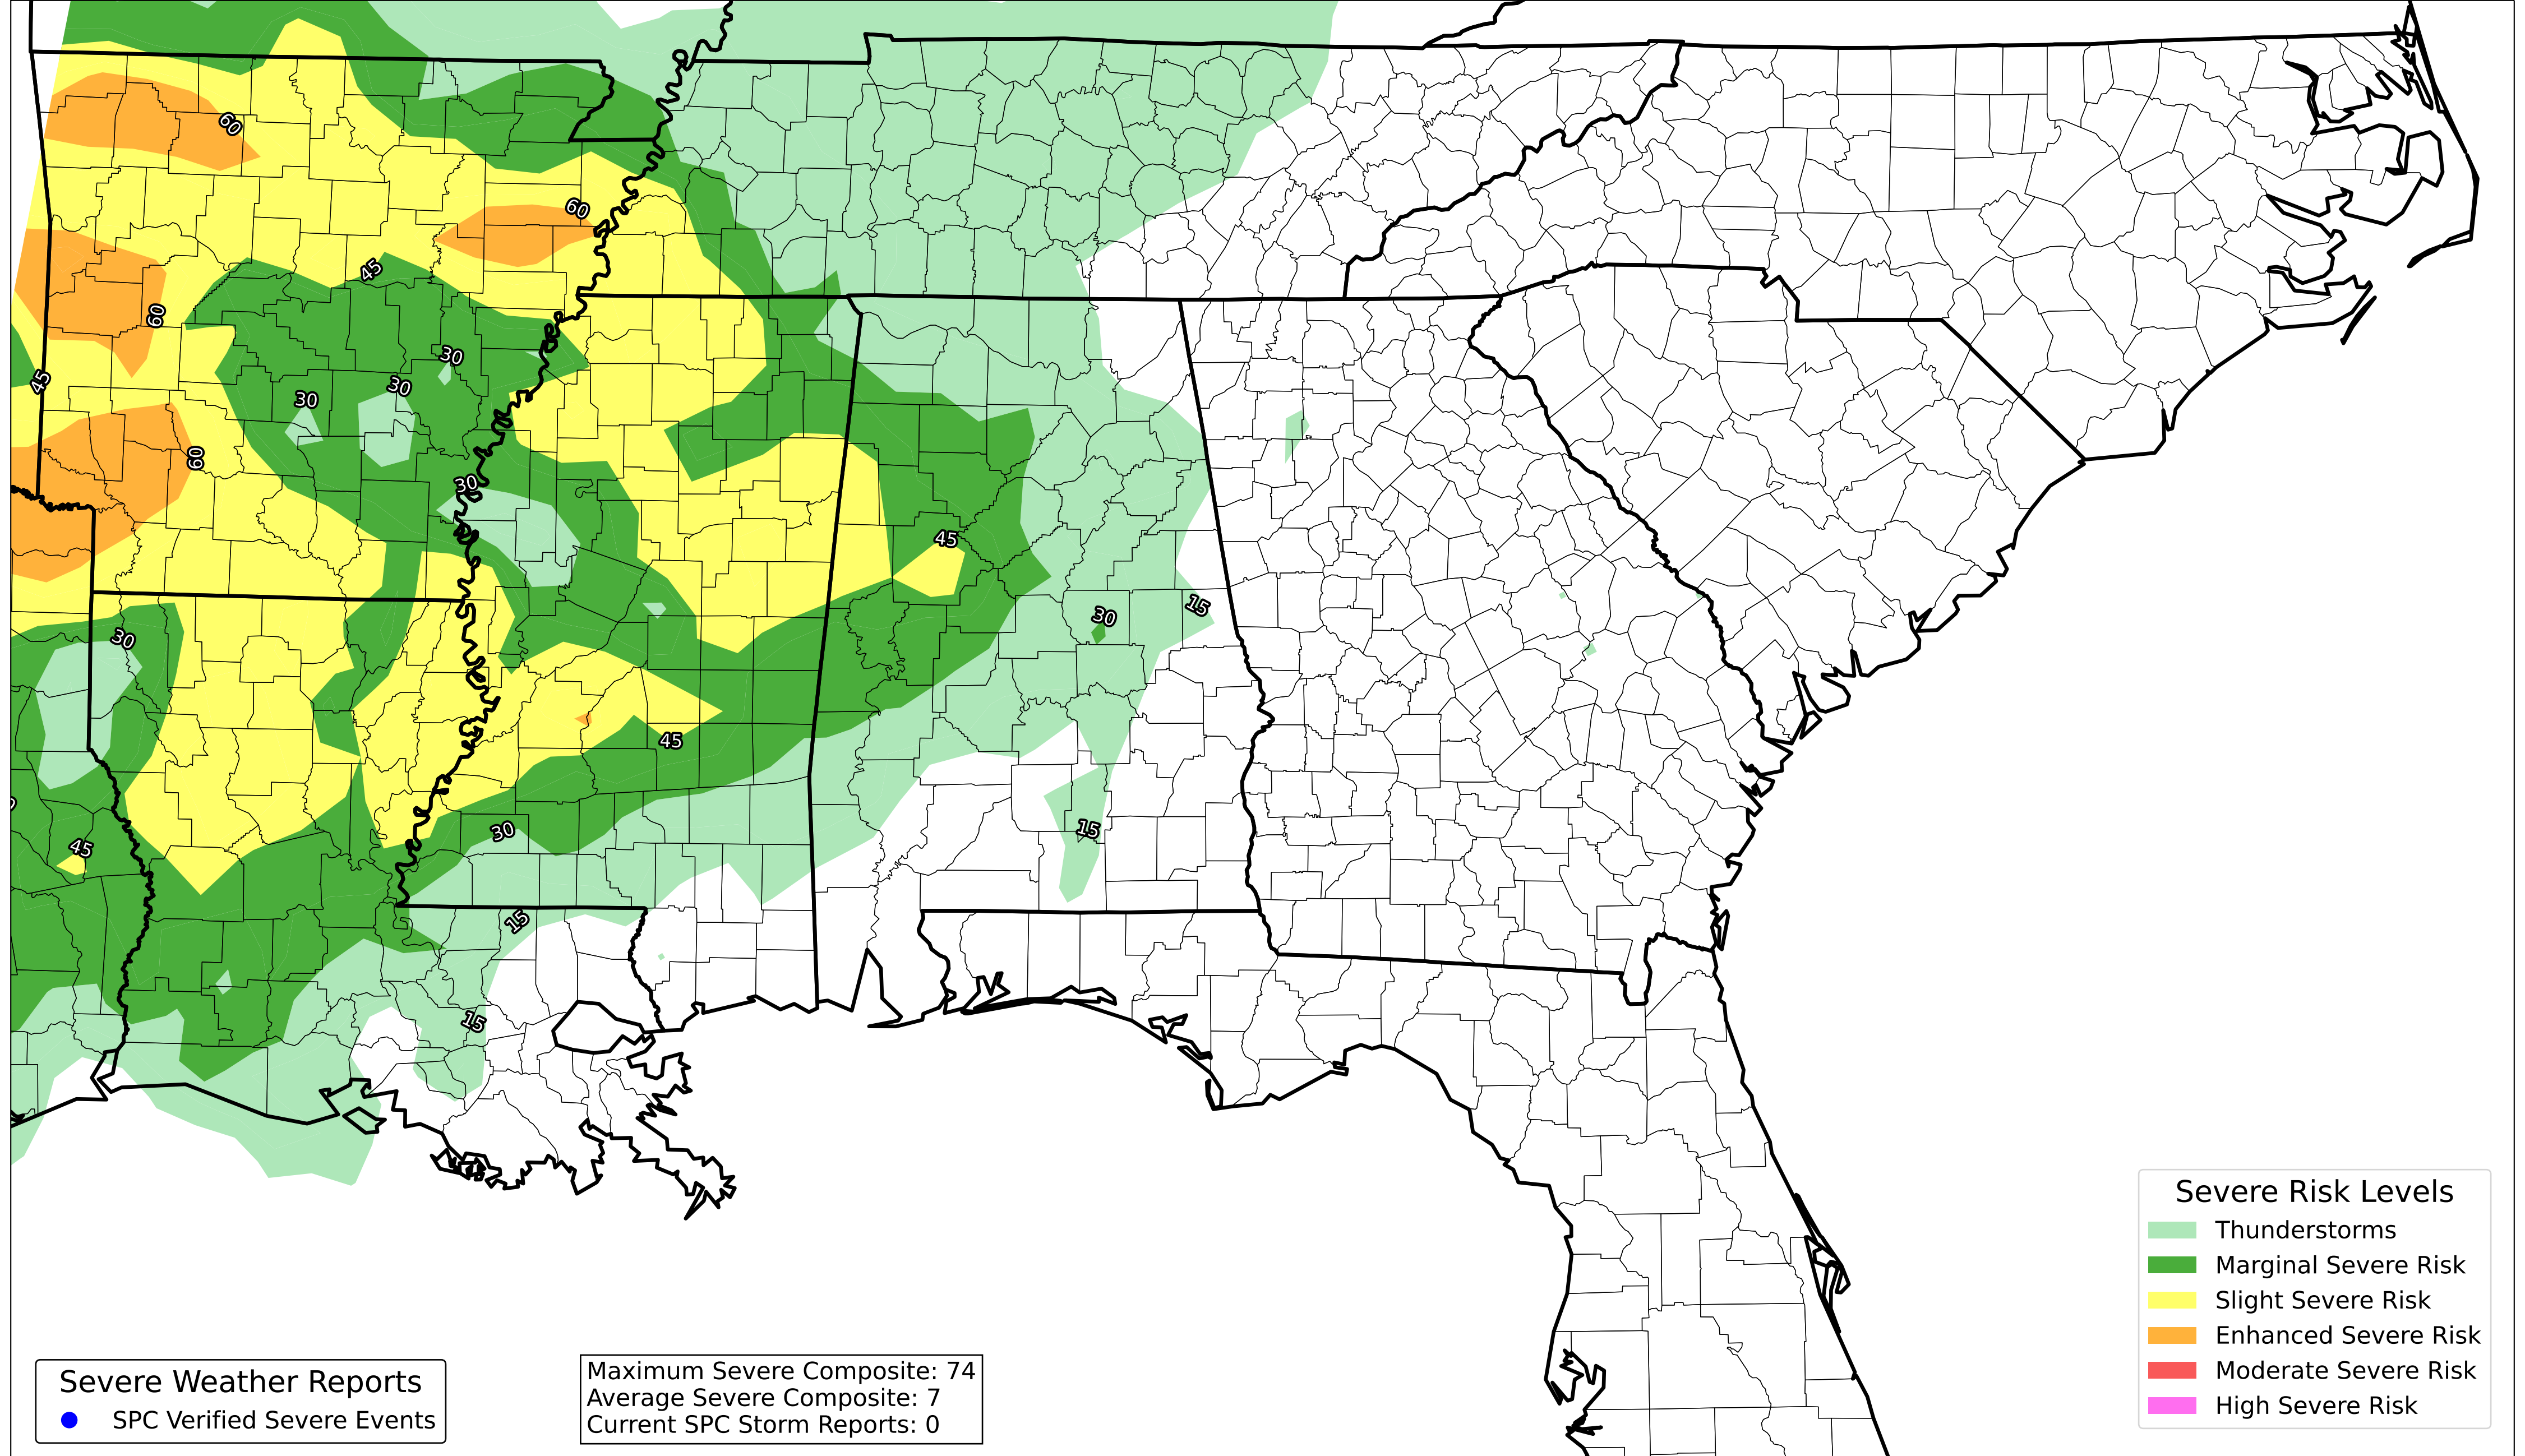 60
60
45
60
45
30
30
30
60
30
45
30
15
30
45
30
45
15
15
15
Severe Weather Reports
SPC Verified Severe Events
Maximum Severe Composite: 74
Average Severe Composite: 7
Current SPC Storm Reports: 0
Severe Risk Levels
Thunderstorms
Marginal Severe Risk
Slight Severe Risk
Enhanced Severe Risk
Moderate Severe Risk
High Severe Risk